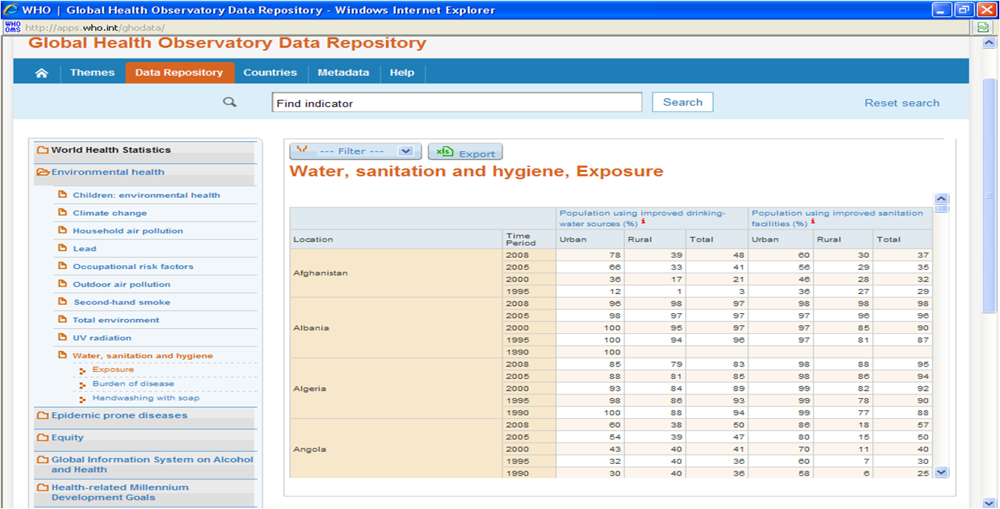 WHO | Global Health Observatory Data Repository - Windows Internet Explorer
WHO OMS http://apps.who.int/ghodata/
Global Health Observatory Data Repository
Themes Data Repository Countries Metadata Help
Find indicator Search Reset search
World Health Statistics
Environmental health
Children: environmental health
Climate change
Household air pollution
Lead
Occupational risk factors
Outdoor air pollution
Second-hand smoke
Total environment
UV radiation
Water, sanitation and hygiene
Exposure
Burden of disease
Handwashing with soap
Epidemic prone diseases
Equity
Global Information System on Alcohol
and Health
Health-related Millennium
Development Goals
--- Filter --- xls Export
Water, sanitation and hygiene, Exposure
Population using improved drinking- Population using improved sanitation
water sources (%) i facilities (%) i
Location Time Period Urban Rural Total Urban Rural Total
Afghanistan
2008 78 39 48 60 30 37
2005 66 33 41 56 29 35
2000 36 17 21 46 28 32
1995 12 1 3 36 27 29
Albania
2008 96 98 97 98 98 98
2005 98 97 97 97 96 96
2000 100 95 97 97 85 90
1995 100 94 96 97 81 87
1990 100
Algeria
2008 85 79 83 98 88 95
2005 88 81 85 98 86 94
2000 93 84 89 99 82 92
1995 98 86 93 99 78 90
1990 100 88 94 99 77 88
Angola
2008 60 38 50 86 18 57
2005 54 39 47 80 15 50
2000 43 40 41 70 11 40
1995 32 40 36 60 7 30
1990 30 40 36 58 6 25